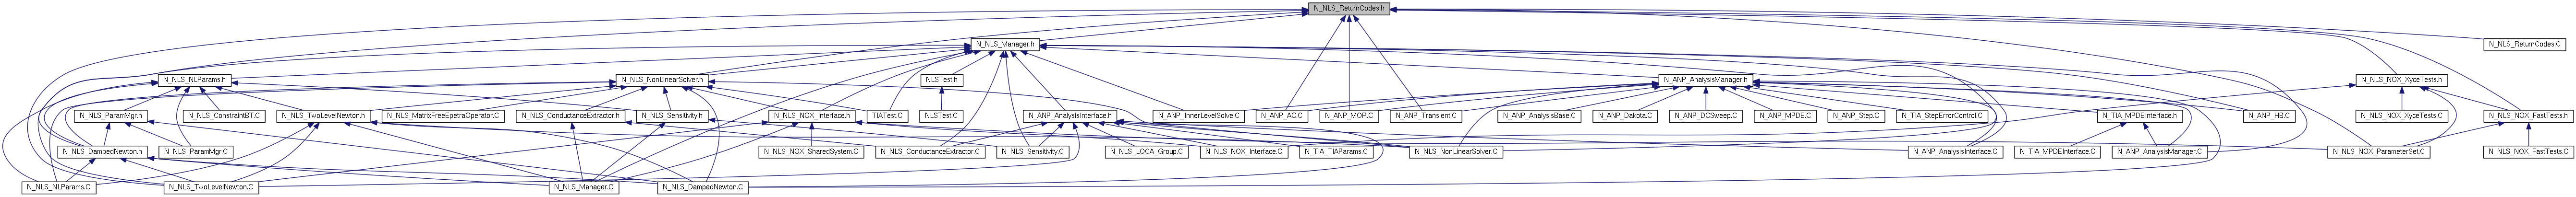 N_NLS_ReturnCodes.h
N_NLS_Manager.h
N_NLS_ReturnCodes.C
N_NLS_NLParams.h
N_NLS_NonLinearSolver.h
NLSTest.h
N_ANP_AnalysisManager.h
N_NLS_NOX_XyceTests.h
N_NLS_ParamMgr.h
N_NLS_ConstraintBT.C
N_NLS_TwoLevelNewton.h
N_NLS_MatrixFreeEpetraOperator.C
N_NLS_ConductanceExtractor.h
N_NLS_Sensitivity.h
N_NLS_NOX_Interface.h
TIATest.C
NLSTest.C
N_ANP_AnalysisInterface.h
N_ANP_InnerLevelSolve.C
N_ANP_AC.C
N_ANP_MOR.C
N_ANP_Transient.C
N_ANP_AnalysisBase.C
N_ANP_Dakota.C
N_ANP_DCSweep.C
N_ANP_MPDE.C
N_ANP_Step.C
N_TIA_StepErrorControl.C
N_TIA_MPDEInterface.h
N_ANP_HB.C
N_NLS_NOX_XyceTests.C
N_NLS_NOX_FastTests.h
N_NLS_DampedNewton.h
N_NLS_ParamMgr.C
N_NLS_NOX_SharedSystem.C
N_NLS_ConductanceExtractor.C
N_NLS_Sensitivity.C
N_NLS_LOCA_Group.C
N_NLS_NOX_Interface.C
N_TIA_TIAParams.C
N_NLS_NonLinearSolver.C
N_ANP_AnalysisInterface.C
N_TIA_MPDEInterface.C
N_ANP_AnalysisManager.C
N_NLS_NOX_ParameterSet.C
N_NLS_NOX_FastTests.C
N_NLS_NLParams.C
N_NLS_TwoLevelNewton.C
N_NLS_Manager.C
N_NLS_DampedNewton.C